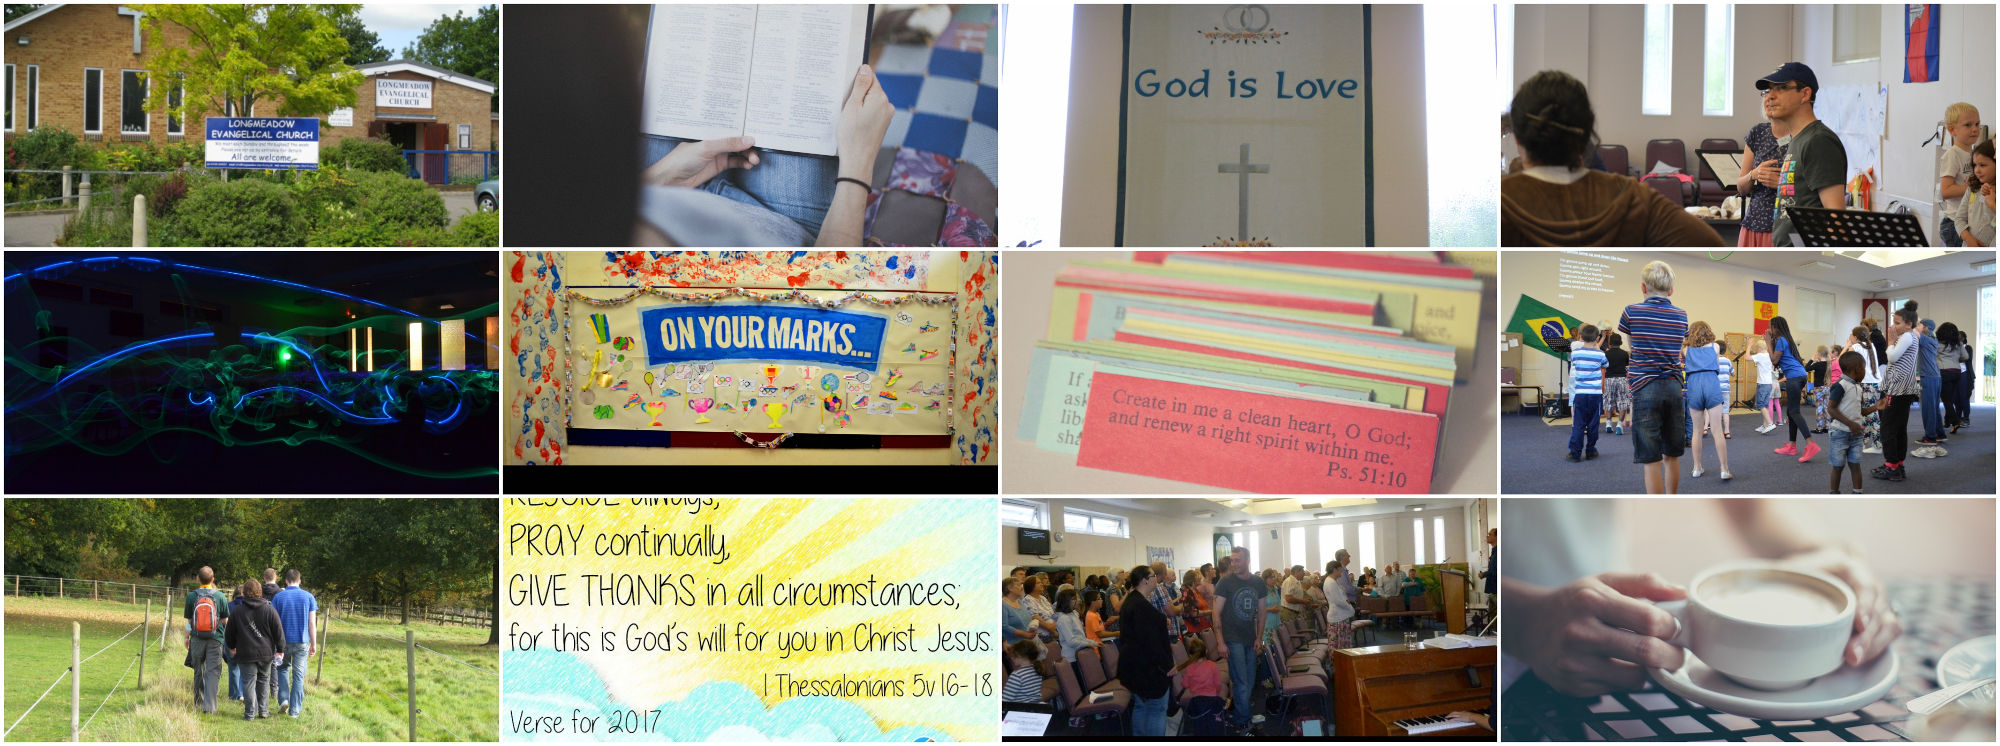 LONGMEADOW
EVANGELICAL
CHURCH
LONGMEADOW
EVANGELICAL CHURCH
All are welcome
God is Love
ON YOUR MARKS...
and
If
ask
lib
sha
Create in me a clean heart, O God;
and renew a right spirit within me.
Ps. 51:10
REJOICE always,
PRAY continually,
GIVE THANKS in all circumstances;
for this is God's will for you in Christ Jesus.
1 Thessalonians 5v16-18
Verse for 2017